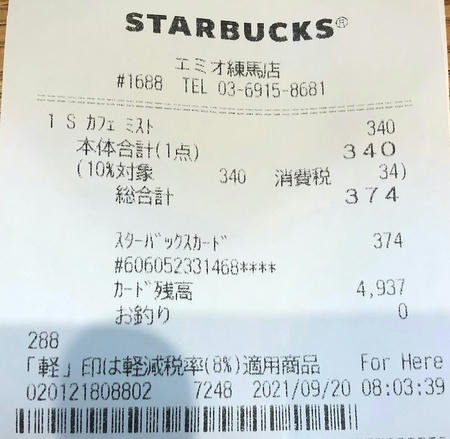 STARBUCKS®
エミオ練馬店
#1688 TEL 03-6915-8681
1 S カフェ ミスト 340
本体合計(1点) 340
(10%対象 340 消費税 34)
総合計 374
スターバックスカード 374
#606052331468****
カード残高 4,937
お釣り 0
288
「軽」印は軽減税率(8%)適用商品 For Here
020121808802 7248 2021/09/20 08:03:39